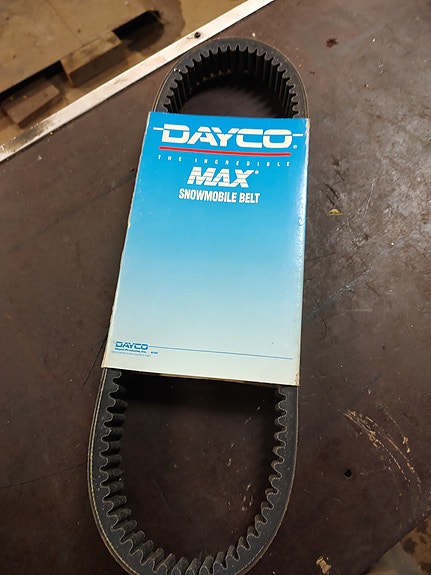 DAYCO®
THE INCREDIBLE
MAX®
SNOWMOBILE BELT
DAYCO